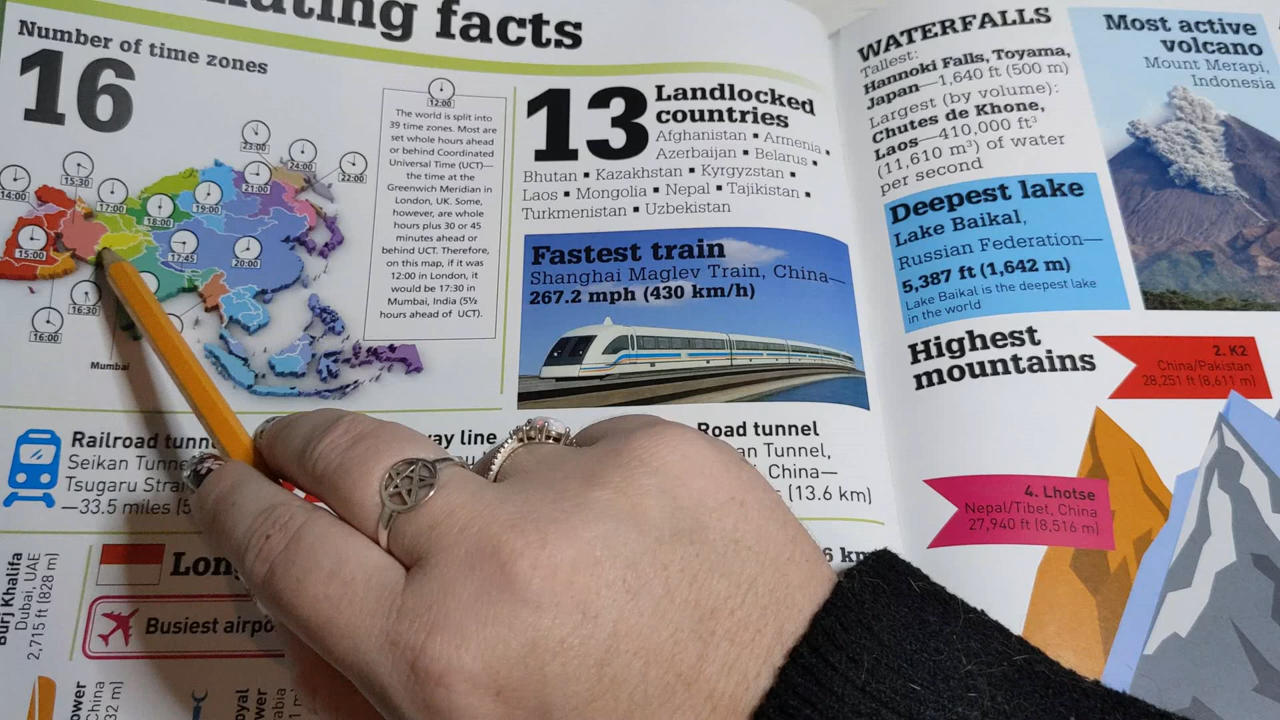 nating facts
Number of time zones
16
12:00
23:00
24:00
22:00
15:30
14:00
21:00
17:00
19:00
18:00
15:00
17:45
20:00
16:30
16:00
Mumbai
The world is split into
39 time zones. Most are
set whole hours ahead
or behind Coordinated
Universal Time (UCT)—
the time at the
Greenwich Meridian in
London, UK. Some,
however, are whole
hours plus 30 or 45
minutes ahead or
behind UCT. Therefore,
on this map, if it was
12:00 in London, it
would be 17:30 in
Mumbai, India (5½
hours ahead of UCT).
13
Landlocked
countries
Afghanistan ▪ Armenia ▪
Azerbaijan ▪ Belarus ▪
Bhutan ▪ Kazakhstan ▪ Kyrgyzstan ▪
Laos ▪ Mongolia ▪ Nepal ▪ Tajikistan ▪
Turkmenistan ▪ Uzbekistan
Fastest train
Shanghai Maglev Train, China—
267.2 mph (430 km/h)
Railroad
Seikan
Tsugaru
—33.5 miles
line
Road tunnel
Tunnel,
China—
(13.6 km)
Burj Khalifa
Dubai, UAE
2,715 ft (828 m)
Busiest
China
WATERFALLS
Tallest:
Hannoki Falls, Toyama,
Japan—1,640 ft (500 m)
Largest (by volume):
Chutes de Khone,
Laos—410,000 ft³
(11,610 m³) of water
per second
Deepest lake
Lake Baikal,
Russian Federation—
5,387 ft (1,642 m)
Lake Baikal is the deepest lake
in the world
Most active
volcano
Mount Merapi,
Indonesia
Highest
mountains
2. K2
China/Pakistan
28,251 ft (8,611 m)
4. Lhotse
Nepal/Tibet, China
27,940 ft (8,516 m)